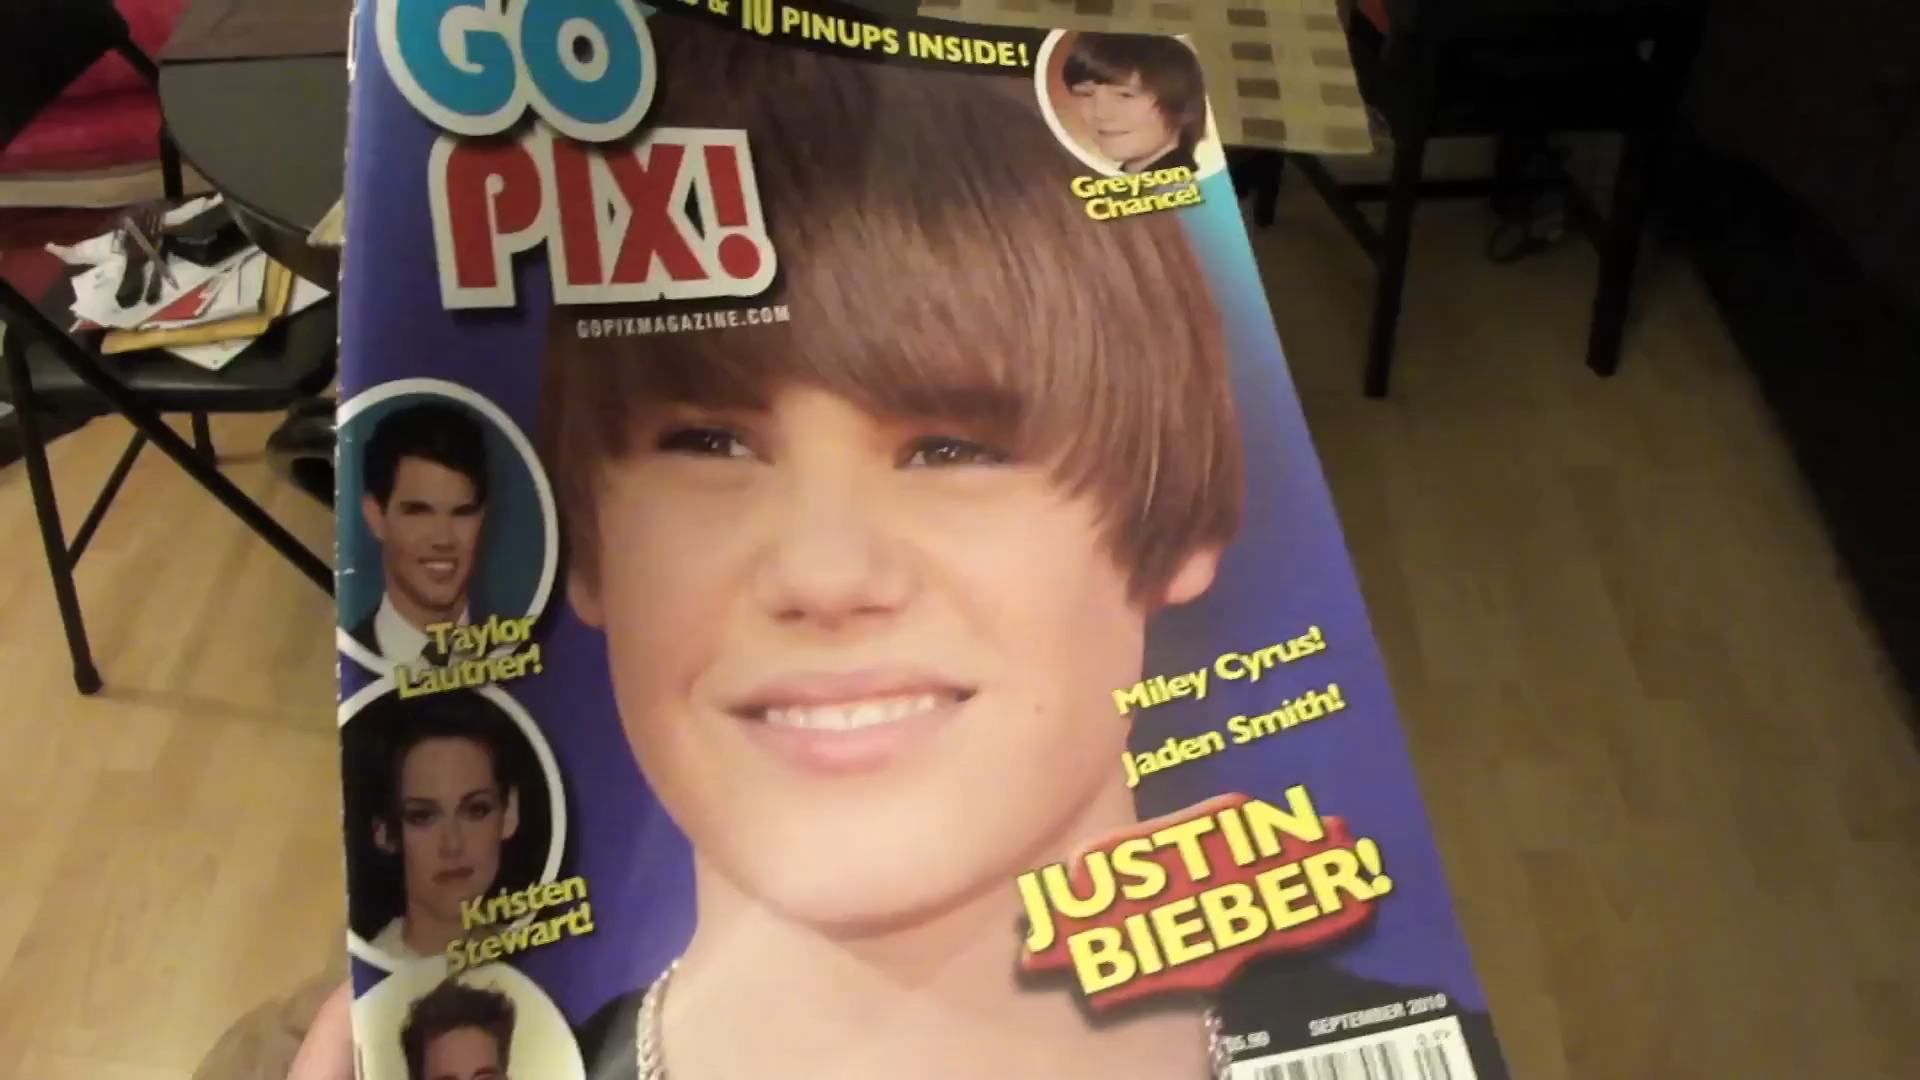 & 10 PINUPS INSIDE!
GO
PIX!
GOPIXMAGAZINE.COM
Greyson
Chance!
Taylor
Lautner!
Kristen
Stewart!
Miley Cyrus!
Jaden Smith!
JUSTIN
BIEBER!
SEPTEMBER 2010